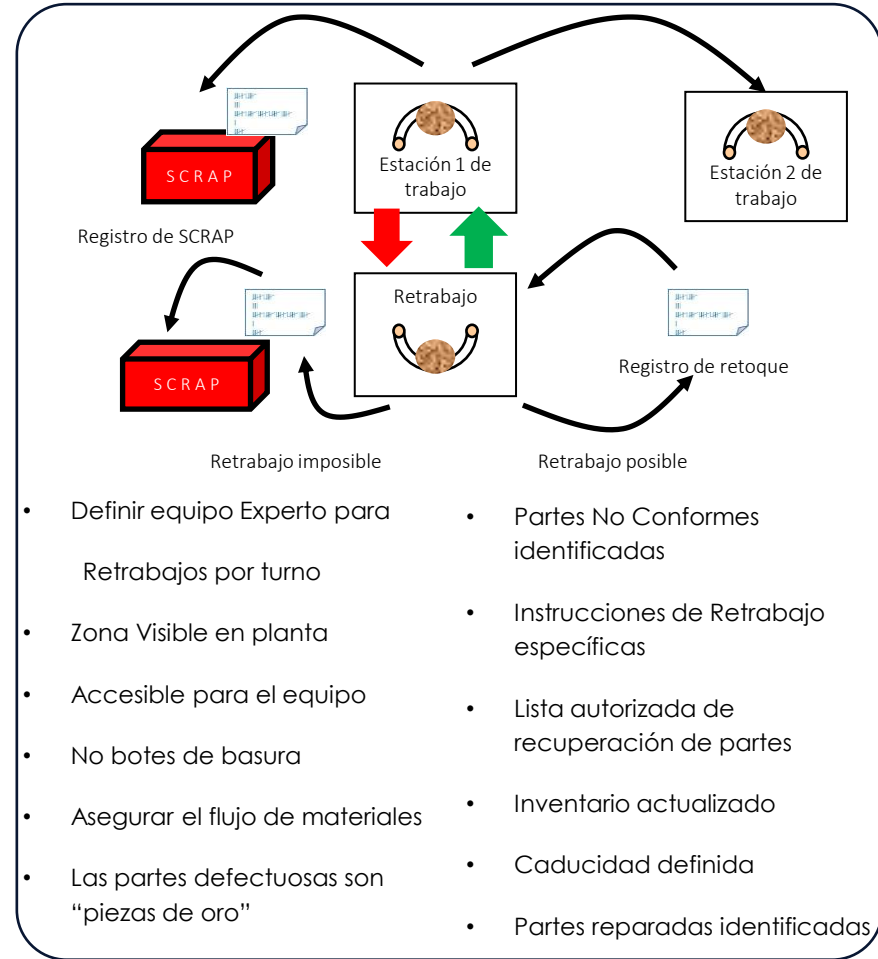 SCRAP
Estación 1 de
trabajo
Estación 2 de
trabajo
Registro de SCRAP
Retrabajo
SCRAP
Registro de retoque
Retrabajo imposible
Retrabajo posible
• Definir equipo Experto para
Retrabajos por turno
• Zona Visible en planta
• Accesible para el equipo
• No botes de basura
• Asegurar el flujo de materiales
• Las partes defectuosas son
“piezas de oro”
• Partes No Conformes
identificadas
• Instrucciones de Retrabajo
específicas
• Lista autorizada de
recuperación de partes
• Inventario actualizado
• Caducidad definida
• Partes reparadas identificadas